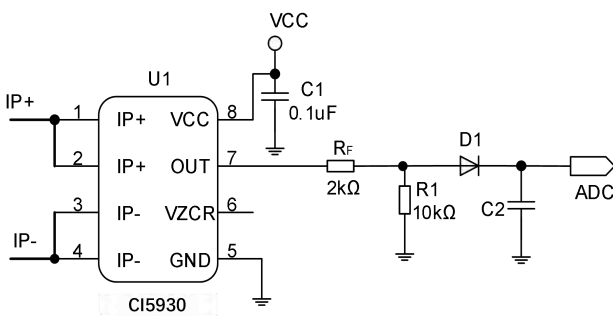 VCC
U1
C1
0.1uF
IP+
1
IP+
VCC
8
2
IP+
OUT
7
RF
2kΩ
D1
ADC
3
IP-
VZCR
6
R1
10kΩ
C2
IP-
4
IP-
GND
5
CI5930